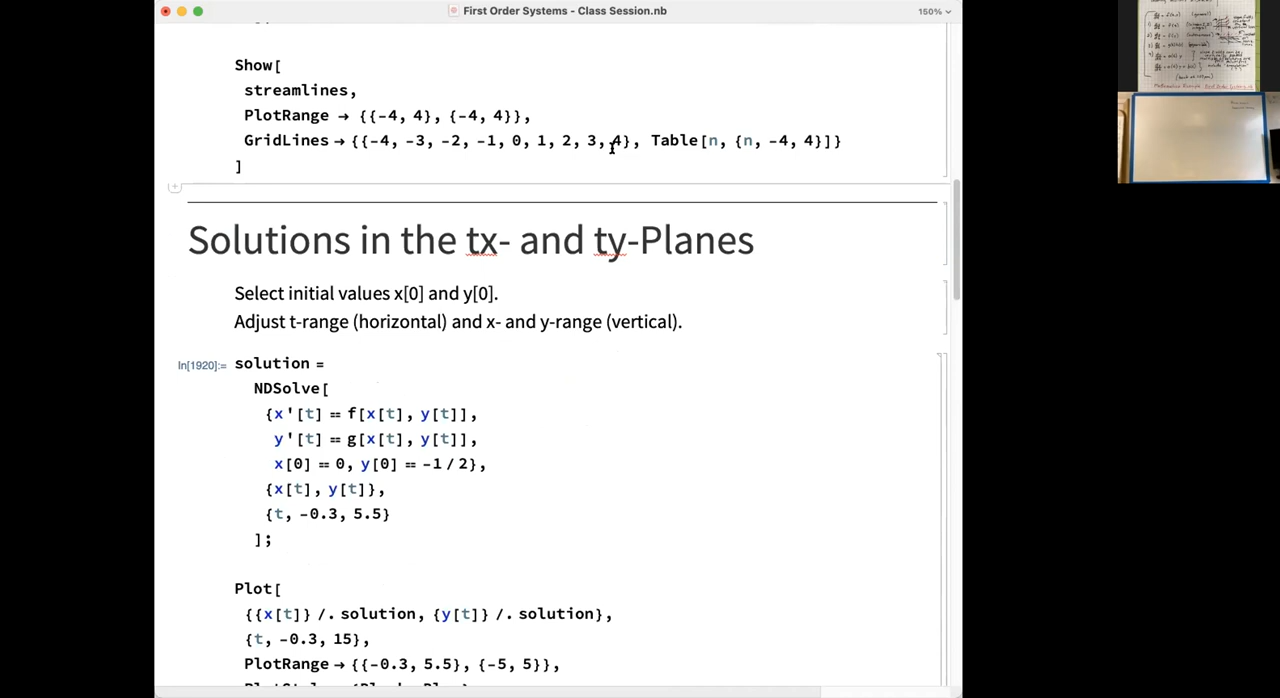 First Order Systems - Class Session.nb
150%
Show[
streamlines,
PlotRange → {{-4, 4}, {-4, 4}},
GridLines → {{-4, -3, -2, -1, 0, 1, 2, 3, 4}, Table[n, {n, -4, 4}]}
]
Solutions in the tx- and ty-Planes
Select initial values x[0] and y[0].
Adjust t-range (horizontal) and x- and y-range (vertical).
In[1920]:= solution =
NDSolve[
{x'[t] == f[x[t], y[t]],
y'[t] == g[x[t], y[t]],
x[0] == 0, y[0] == -1/2},
{x[t], y[t]},
{t, -0.3, 5.5}
];
Plot[
{{x[t]} /. solution, {y[t]} /. solution},
{t, -0.3, 15},
PlotRange → {{-0.3, 5.5}, {-5, 5}},